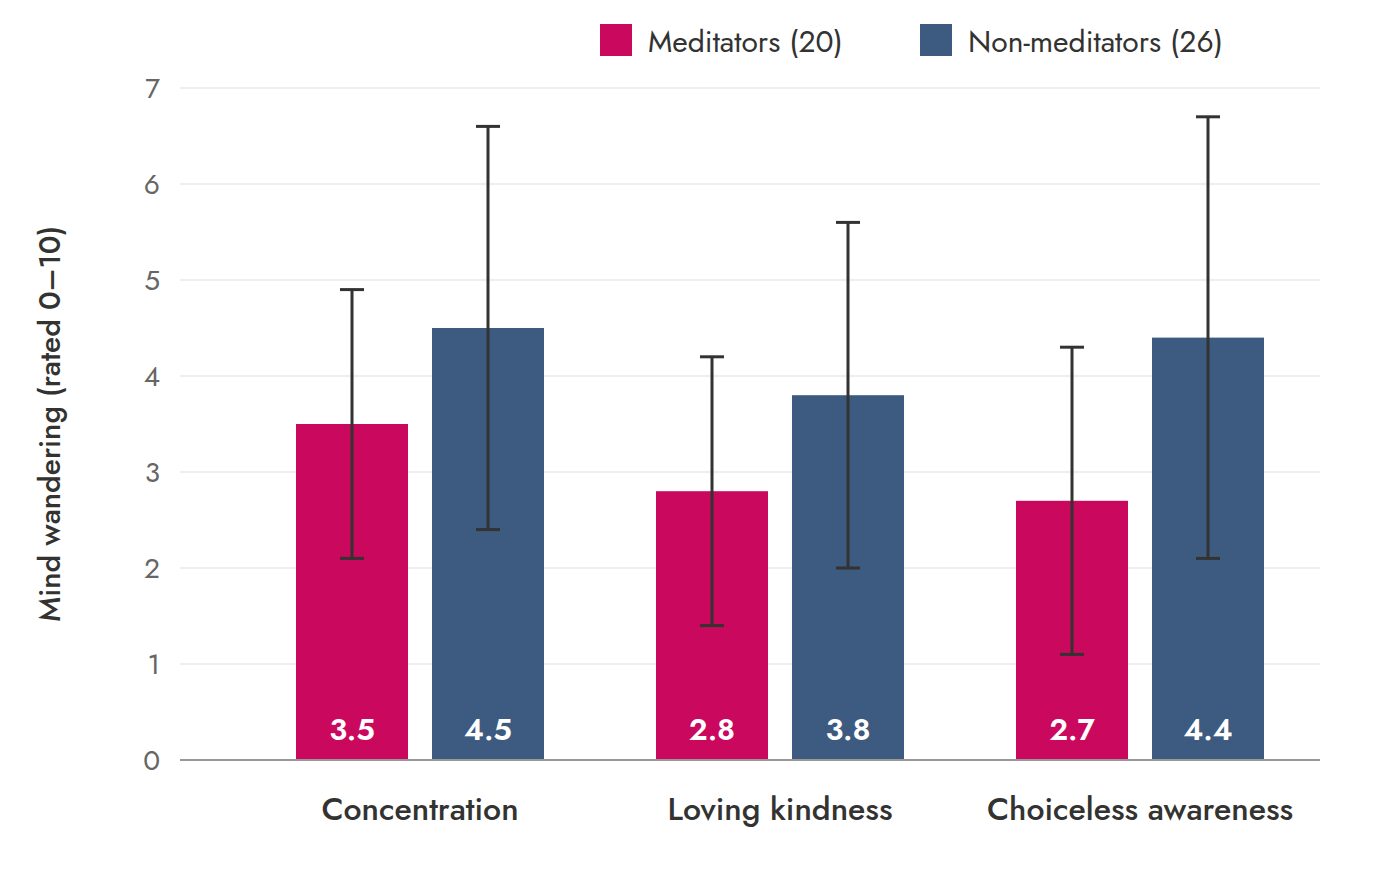 Meditators (20)
Non-meditators (26)
7
6
5
4
3
2
1
0
Mind wandering (rated 0–10)
3.5
4.5
2.8
3.8
2.7
4.4
Concentration
Loving kindness
Choiceless awareness